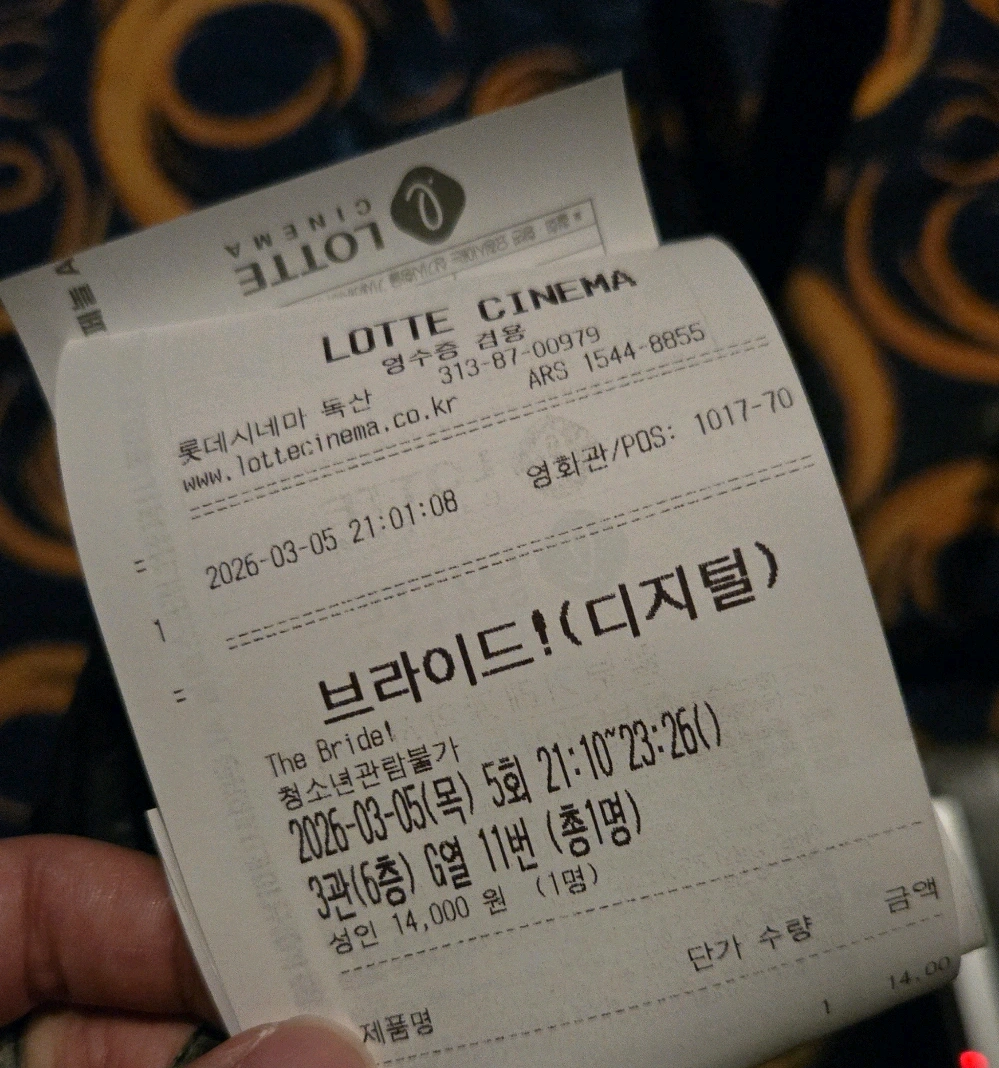 LOTTE
CINEMA
LOTTE CINEMA
영수증 겸용
313-87-00979
롯데시네마 독산
ARS 1544-8855
www.lottecinema.co.kr
영화관/POS: 1017-70
2026-03-05 21:01:08
=
1
=
브라이드!(디지털)
The Bride!
청소년관람불가
2026-03-05(목) 5회 21:10~23:26()
3관(6층) G열 11번 (총1명)
성인 14,000 원 (1명)
단가 수량 금액
제품명
1 14,00